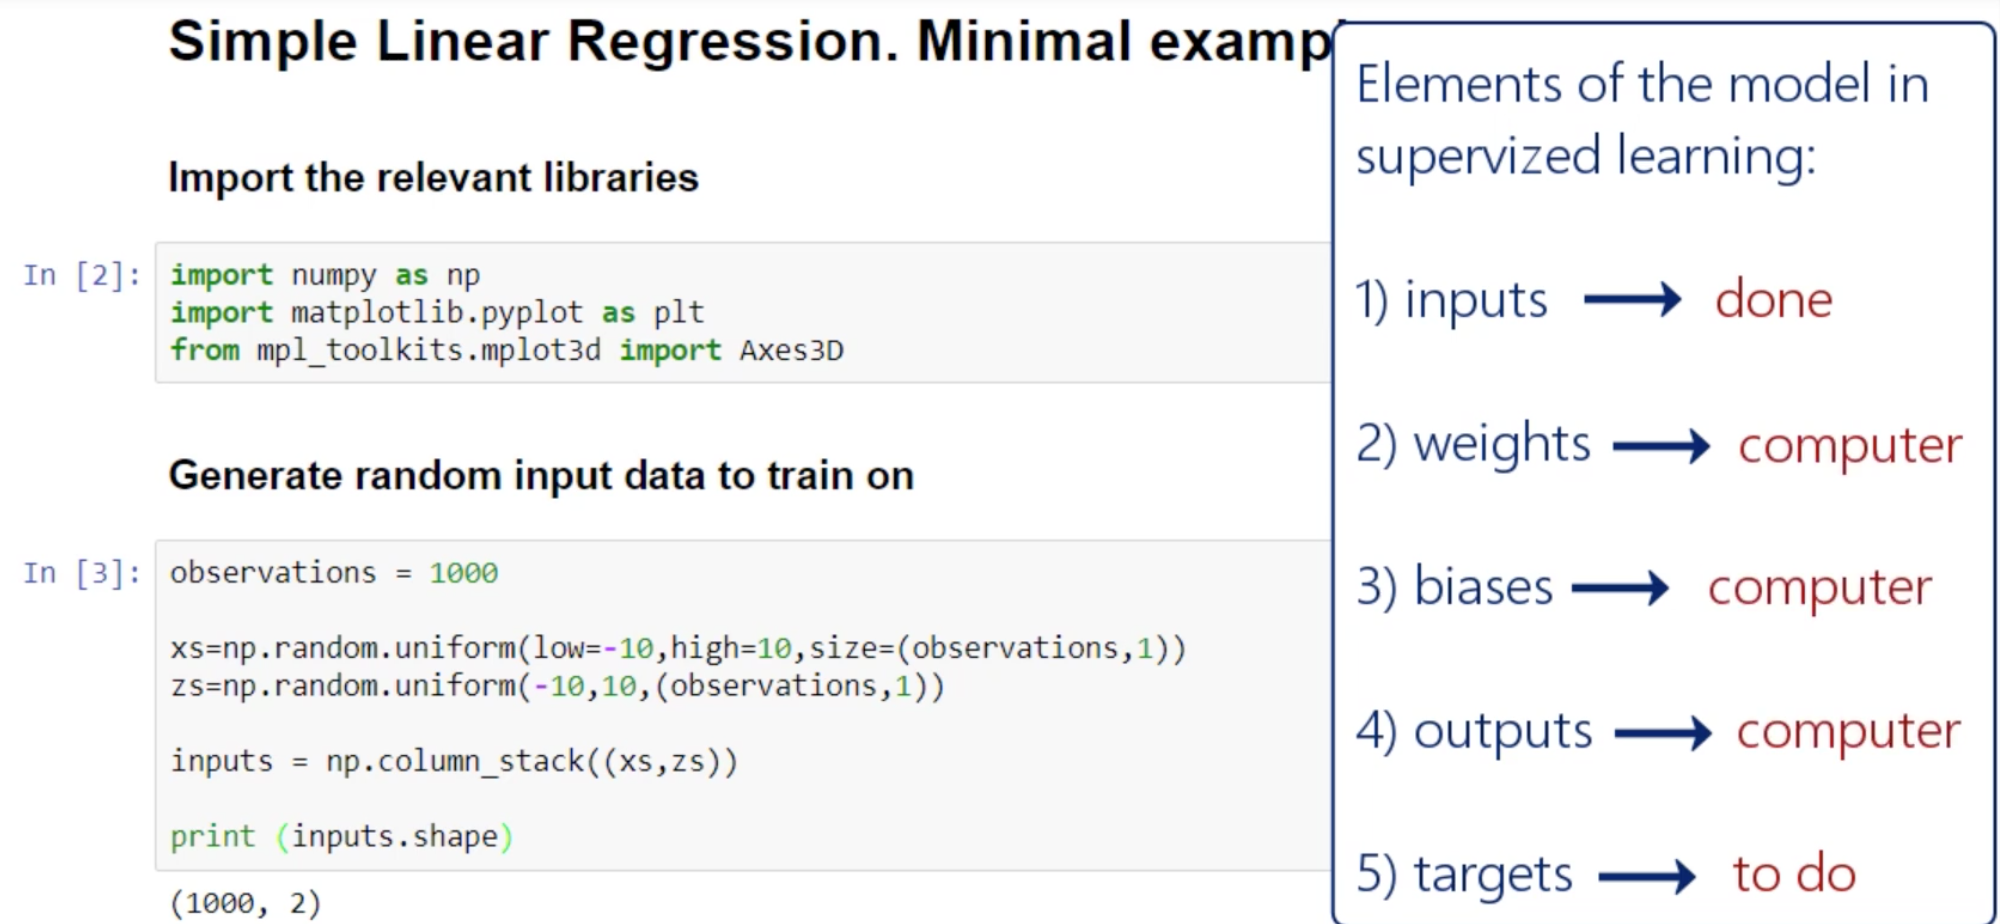 Simple Linear Regression. Minimal examp
Import the relevant libraries
In [2]:
import numpy as np
import matplotlib.pyplot as plt
from mpl_toolkits.mplot3d import Axes3D
Generate random input data to train on
In [3]:
observations = 1000
xs=np.random.uniform(low=-10,high=10,size=(observations,1))
zs=np.random.uniform(-10,10,(observations,1))
inputs = np.column_stack((xs,zs))
print (inputs.shape)
(1000, 2)
Elements of the model in
supervized learning:
1) inputs → done
2) weights → computer
3) biases → computer
4) outputs → computer
5) targets → to do